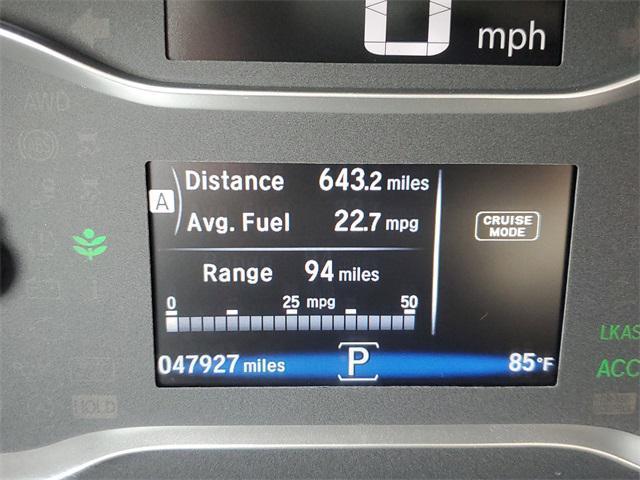 0 mph
AWD
Distance 643.2 miles
A
Avg. Fuel 22.7 mpg
CRUISE
MODE
Range 94 miles
0 25 mpg 50
047927 miles P 85°F
LKAS
ACC
HOLD